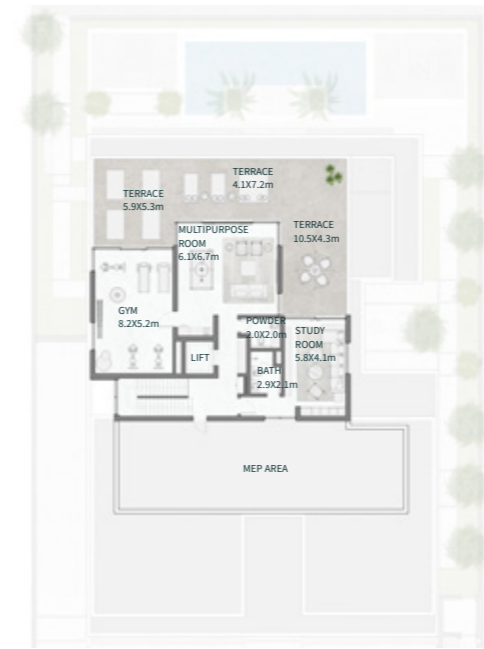 TERRACE
4.1X7.2m
TERRACE
5.9X5.3m
MULTIPURPOSE
ROOM
6.1X6.7m
TERRACE
10.5X4.3m
GYM
8.2X5.2m
POWDER
2.0X2.0m
STUDY
ROOM
5.8X4.1m
LIFT
BATH
2.9X2.1m
MEP AREA